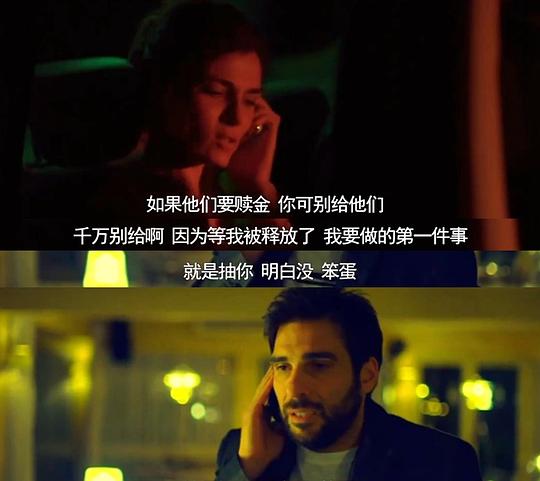 如果他们要赎金 你可别给他们
千万别给啊 因为等我被释放了 我要做的第一件事
就是抽你 明白没 笨蛋